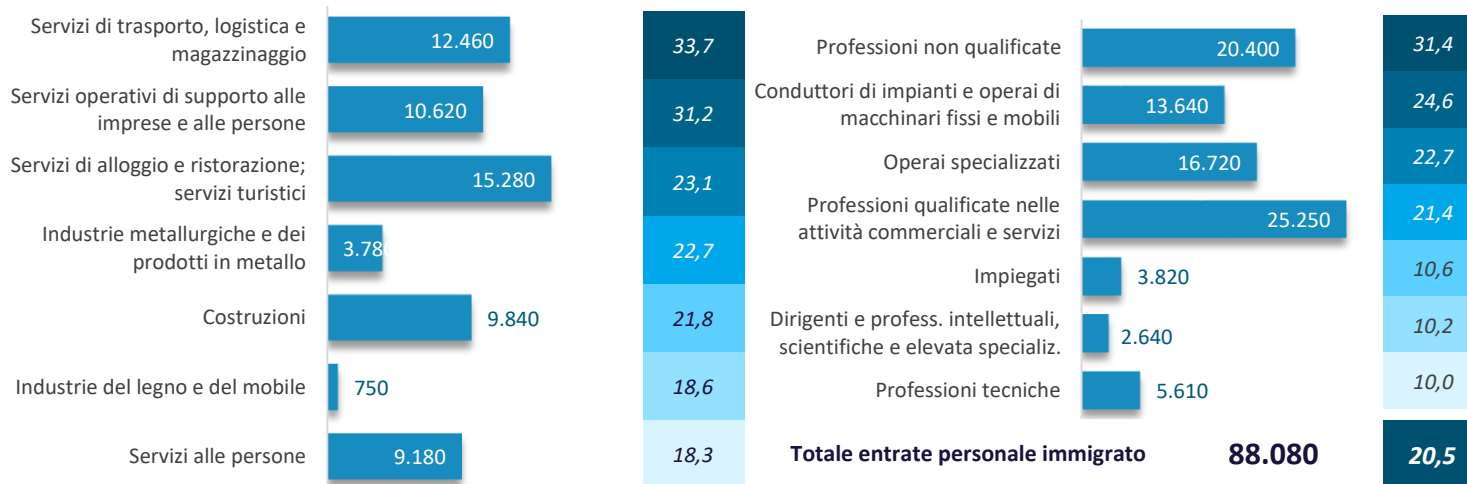 Servizi di trasporto, logistica e
magazzinaggio
12.460
33,7
Servizi operativi di supporto alle
imprese e alle persone
10.620
31,2
Servizi di alloggio e ristorazione;
servizi turistici
15.280
23,1
Industrie metallurgiche e dei
prodotti in metallo
3.780
22,7
Costruzioni
9.840
21,8
Industrie del legno e del mobile
750
18,6
Servizi alle persone
9.180
18,3
Professioni non qualificate
20.400
31,4
Conduttori di impianti e operai di
macchinari fissi e mobili
13.640
24,6
Operai specializzati
16.720
22,7
Professioni qualificate nelle
attività commerciali e servizi
25.250
21,4
Impiegati
3.820
10,6
Dirigenti e profess. intellettuali,
scientifiche e elevata specializ.
2.640
10,2
Professioni tecniche
5.610
10,0
Totale entrate personale immigrato
88.080
20,5